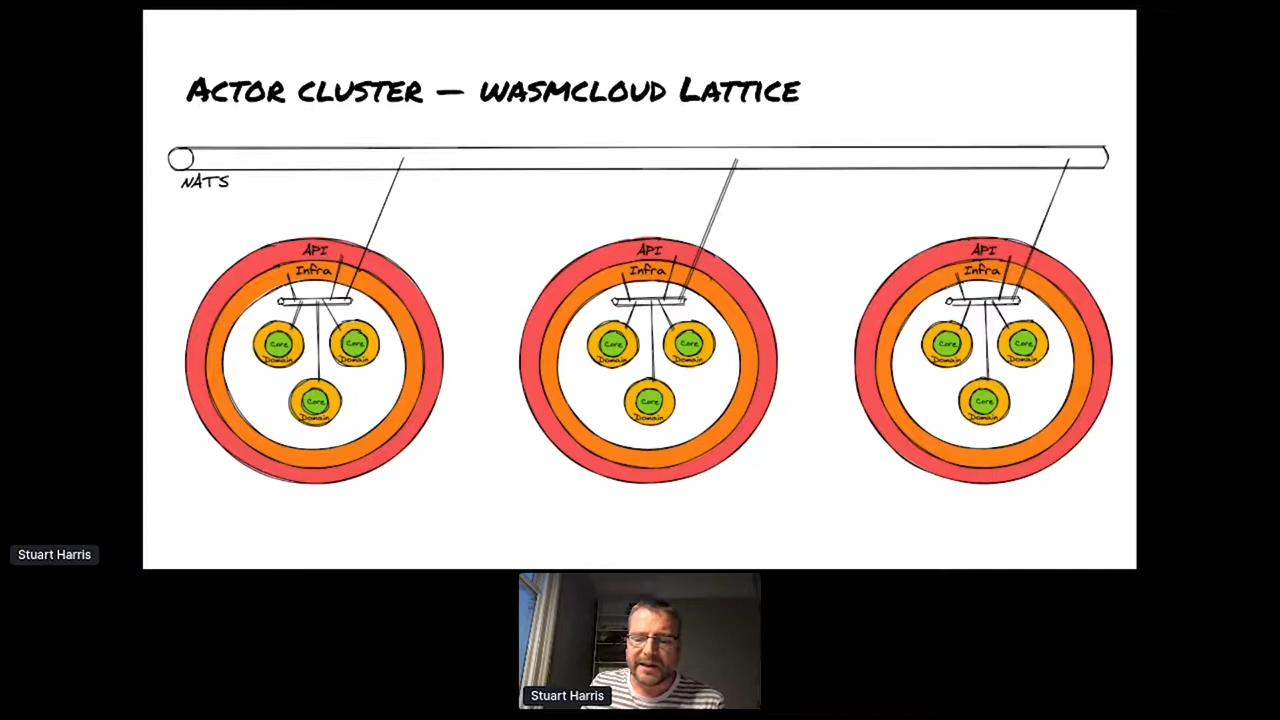 Actor cluster — wasmcloud Lattice
NATS
API
Infra
Core
Domain
Core
Domain
Core
Domain
API
Infra
Core
Domain
Core
Domain
Core
Domain
API
Infra
Core
Domain
Core
Domain
Core
Domain
Stuart Harris
Stuart Harris